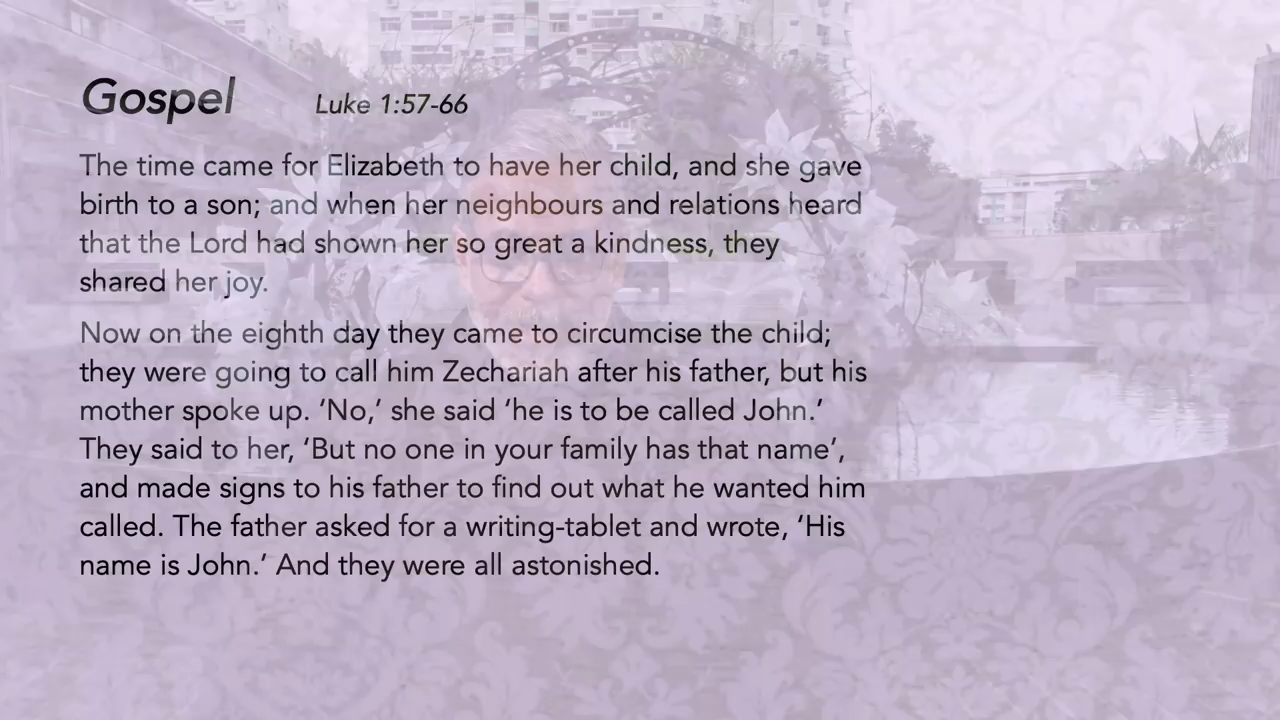 Gospel Luke 1:57-66
The time came for Elizabeth to have her child, and she gave
birth to a son; and when her neighbours and relations heard
that the Lord had shown her so great a kindness, they
shared her joy.
Now on the eighth day they came to circumcise the child;
they were going to call him Zechariah after his father, but his
mother spoke up. ‘No,’ she said ‘he is to be called John.’
They said to her, ‘But no one in your family has that name’,
and made signs to his father to find out what he wanted him
called. The father asked for a writing-tablet and wrote, ‘His
name is John.’ And they were all astonished.